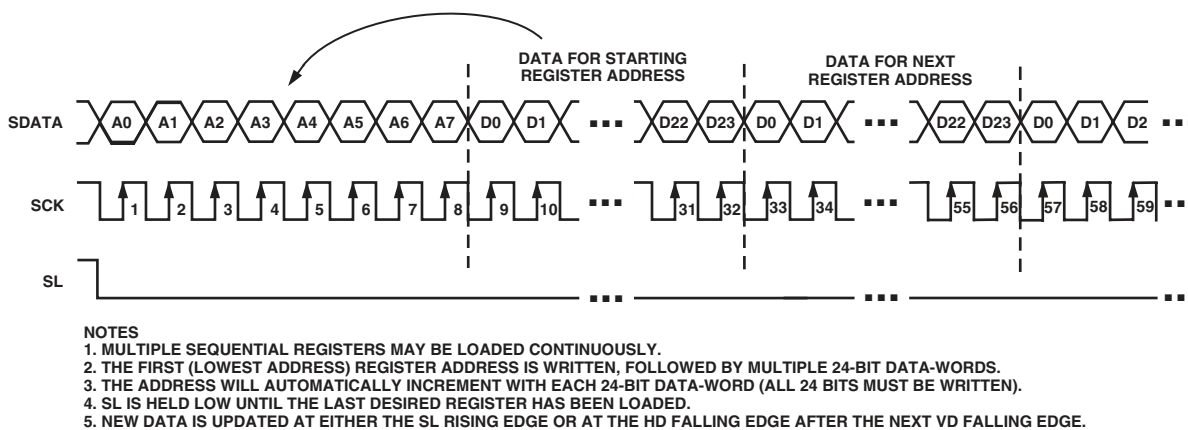 DATA FOR STARTING
REGISTER ADDRESS
DATA FOR NEXT
REGISTER ADDRESS
SDATA A0 A1 A2 A3 A4 A5 A6 A7 D0 D1 D22 D23 D0 D1 D22 D23 D0 D1 D2
SCK 1 2 3 4 5 6 7 8 9 10 31 32 33 34 55 56 57 58 59
SL
NOTES
1. MULTIPLE SEQUENTIAL REGISTERS MAY BE LOADED CONTINUOUSLY.
2. THE FIRST (LOWEST ADDRESS) REGISTER ADDRESS IS WRITTEN, FOLLOWED BY MULTIPLE 24-BIT DATA-WORDS.
3. THE ADDRESS WILL AUTOMATICALLY INCREMENT WITH EACH 24-BIT DATA-WORD (ALL 24 BITS MUST BE WRITTEN).
4. SL IS HELD LOW UNTIL THE LAST DESIRED REGISTER HAS BEEN LOADED.
5. NEW DATA IS UPDATED AT EITHER THE SL RISING EDGE OR AT THE HD FALLING EDGE AFTER THE NEXT VD FALLING EDGE.